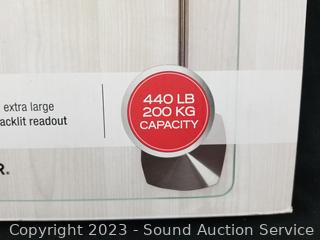 extra large
acklit readout
440 LB
200 KG
CAPACITY
R.
Copyright 2023 - Sound Auction Service